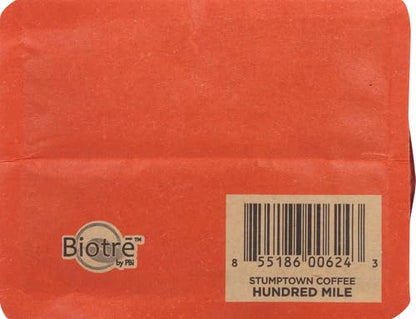 Biotrē™
by PBi
8 55186 00624 3
STUMPTOWN COFFEE
HUNDRED MILE